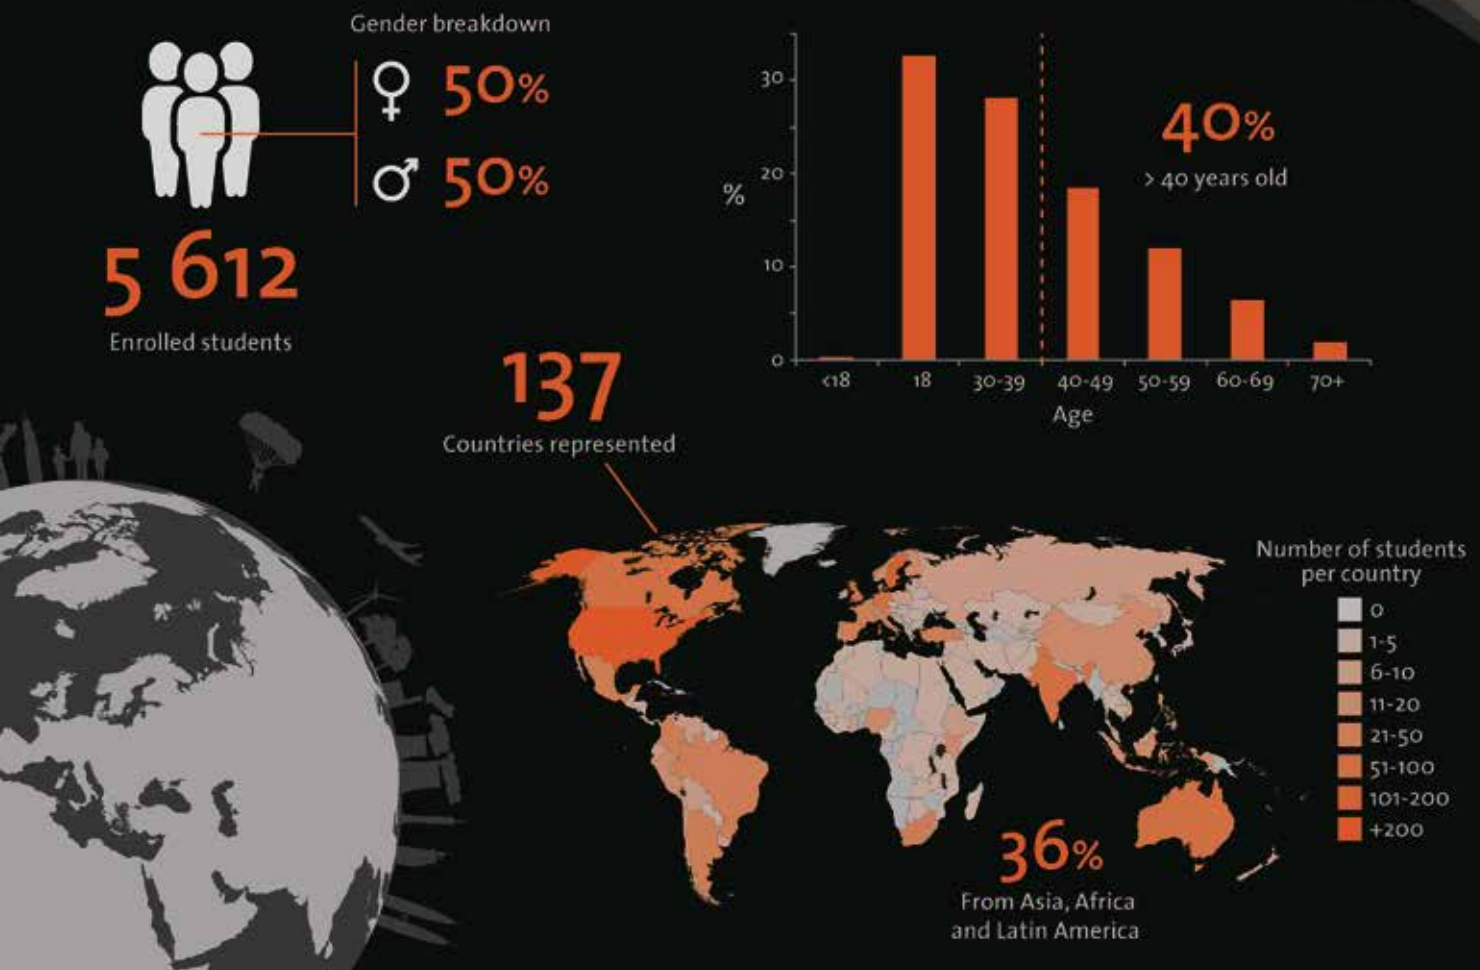 Gender breakdown
50%
50%
5 612
Enrolled students
30
20
%
10
0
40%
> 40 years old
<18
18
30-39
40-49
50-59
60-69
70+
Age
137
Countries represented
Number of students
per country
0
1-5
6-10
11-20
21-50
51-100
101-200
+200
36%
From Asia, Africa
and Latin America